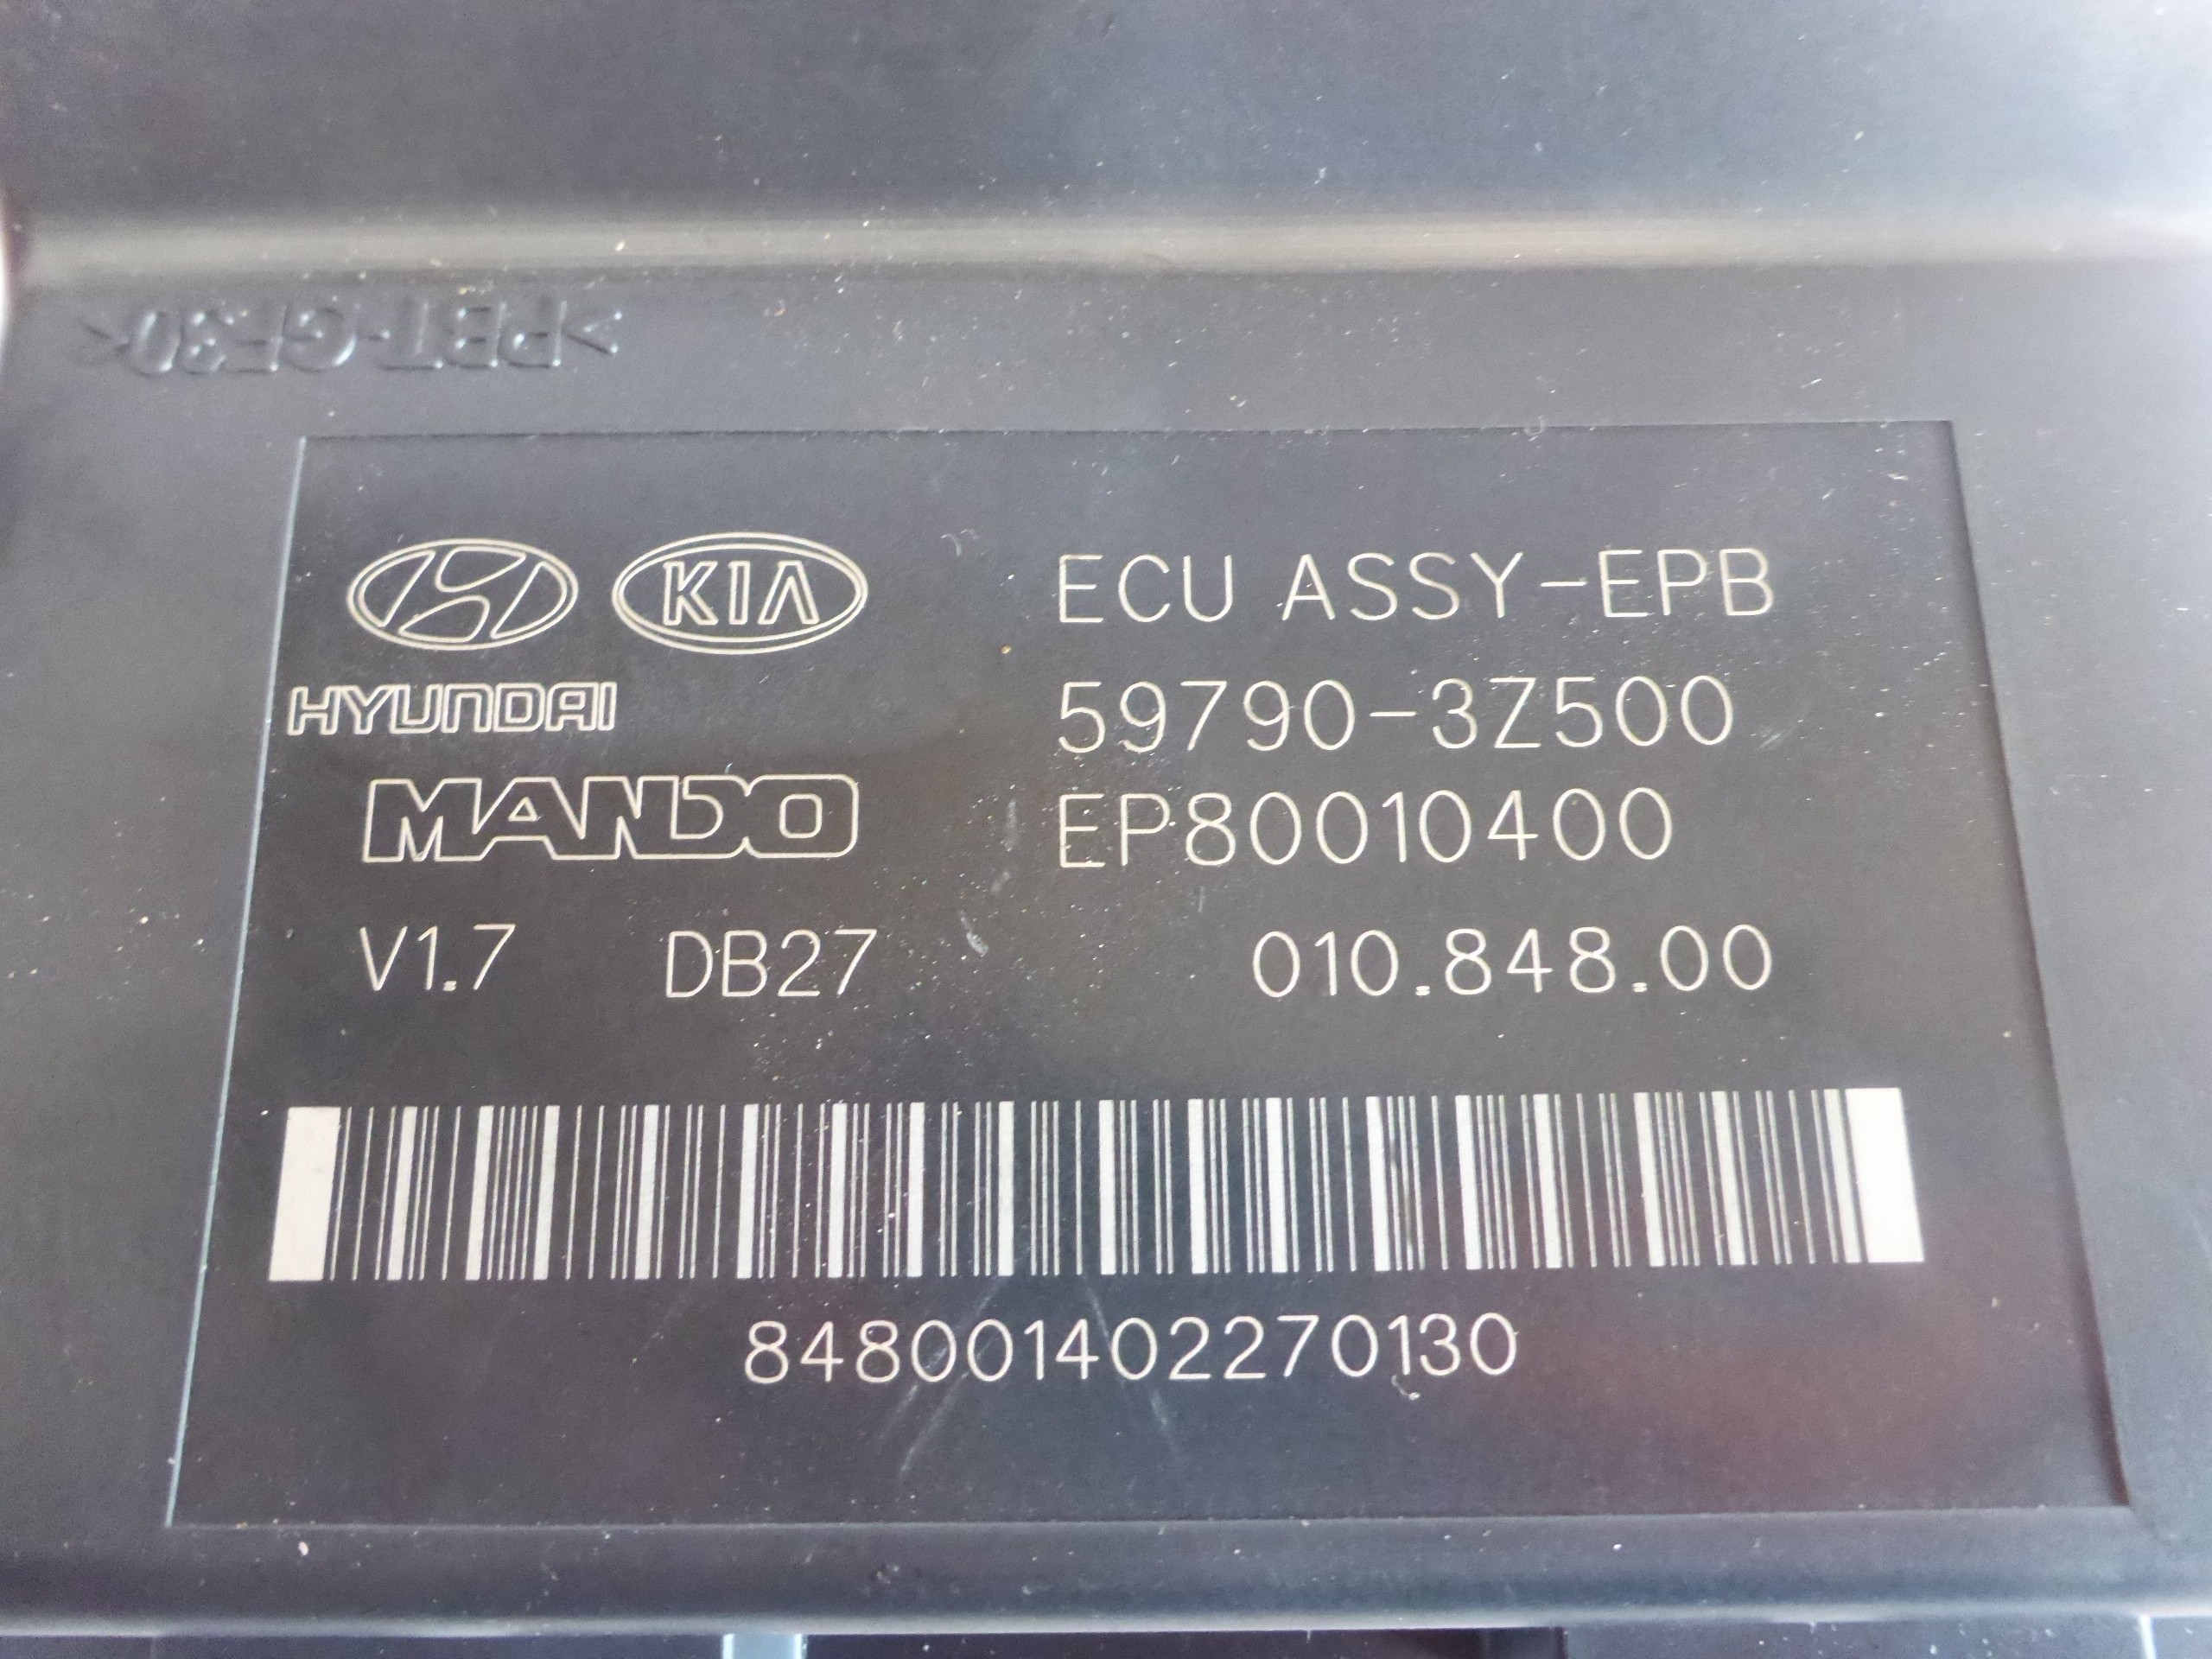 >PBT-GF30<
KIA ECU ASSY-EPB
HYUNDAI 59790-3Z500
MANDO EP80010400
V1.7 DB27 010.848.00
848001402270130